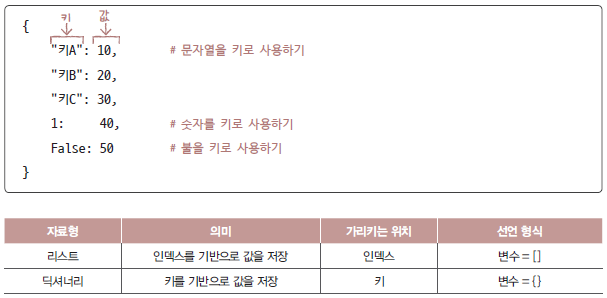 키 값
{
"키A": 10, # 문자열을 키로 사용하기
"키B": 20,
"키C": 30,
1: 40, # 숫자를 키로 사용하기
False: 50 # 불을 키로 사용하기
}
자료형 의미 가리키는 위치 선언 형식
리스트 인덱스를 기반으로 값을 저장 인덱스 변수 = []
딕셔너리 키를 기반으로 값을 저장 키 변수 = {}